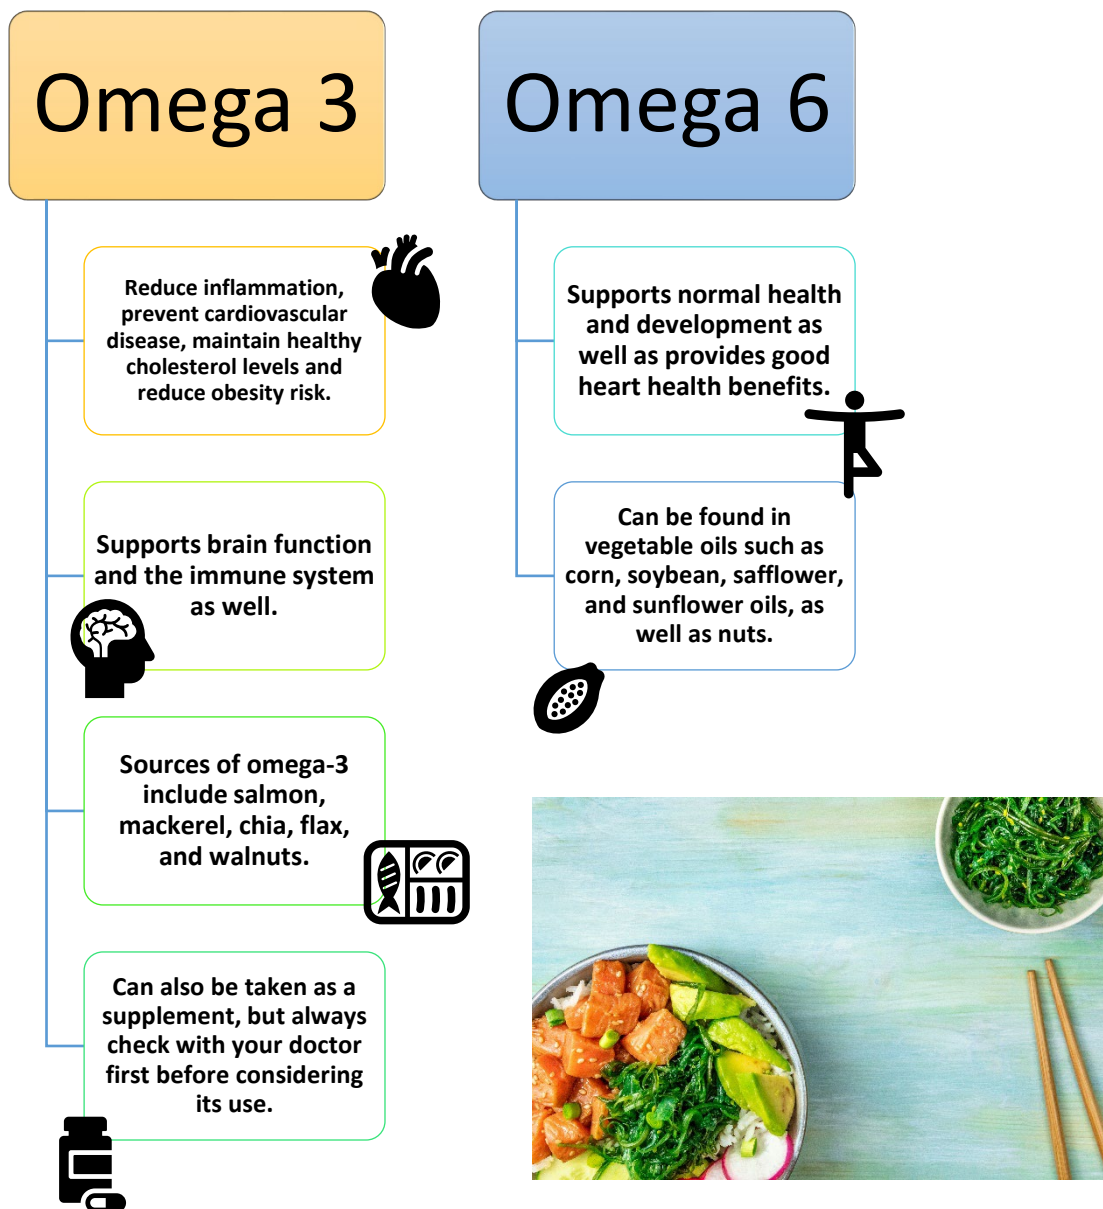 Omega 3
Reduce inflammation,
prevent cardiovascular
disease, maintain healthy
cholesterol levels and
reduce obesity risk.
Supports brain function
and the immune system
as well.
Sources of omega-3
include salmon,
mackerel, chia, flax,
and walnuts.
Can also be taken as a
supplement, but always
check with your doctor
first before considering
its use.
Omega 6
Supports normal health
and development as
well as provides good
heart health benefits.
Can be found in
vegetable oils such as
corn, soybean, safflower,
and sunflower oils, as
well as nuts.